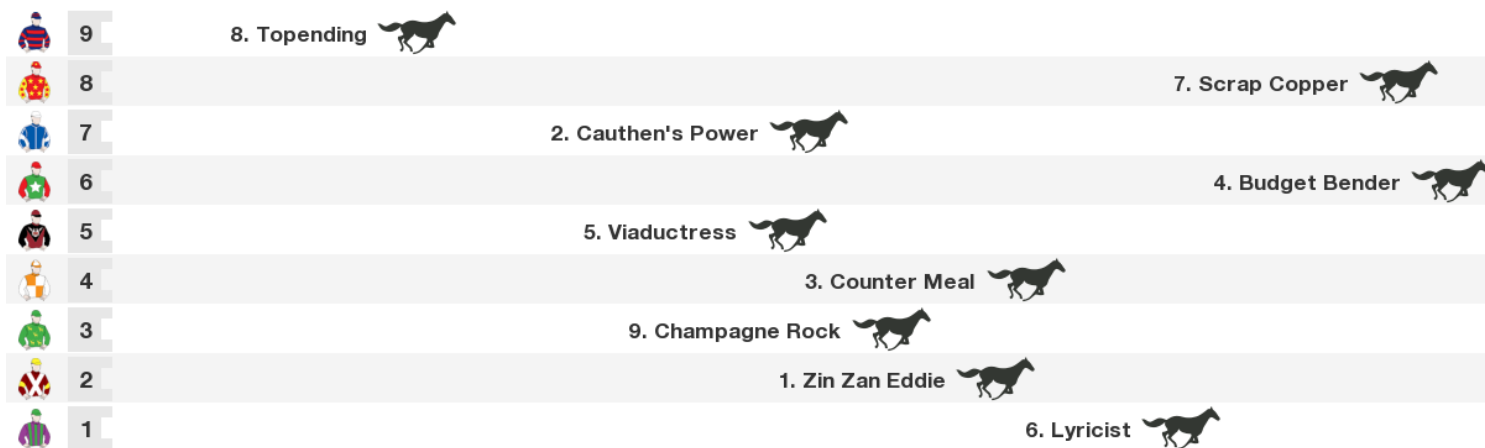 9 8. Topending
8 7. Scrap Copper
7 2. Cauthen's Power
6 4. Budget Bender
5 5. Viaductress
4 3. Counter Meal
3 9. Champagne Rock
2 1. Zin Zan Eddie
1 6. Lyricist